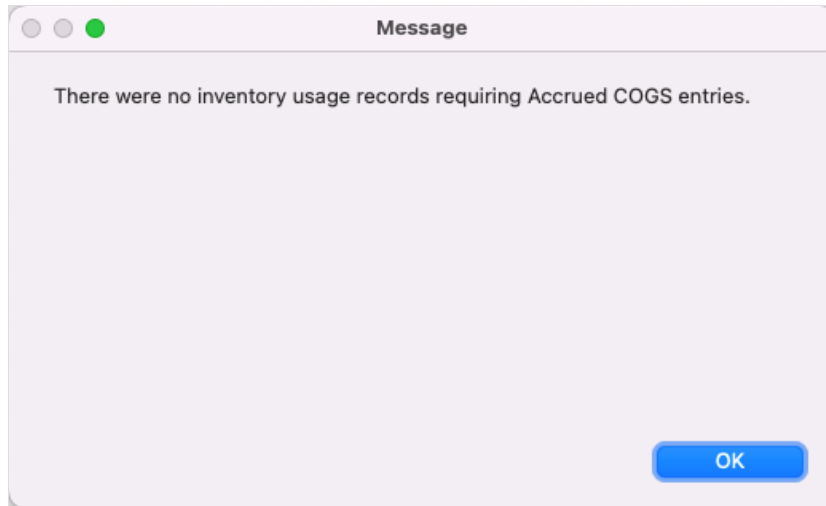 Message
There were no inventory usage records requiring Accrued COGS entries.
OK